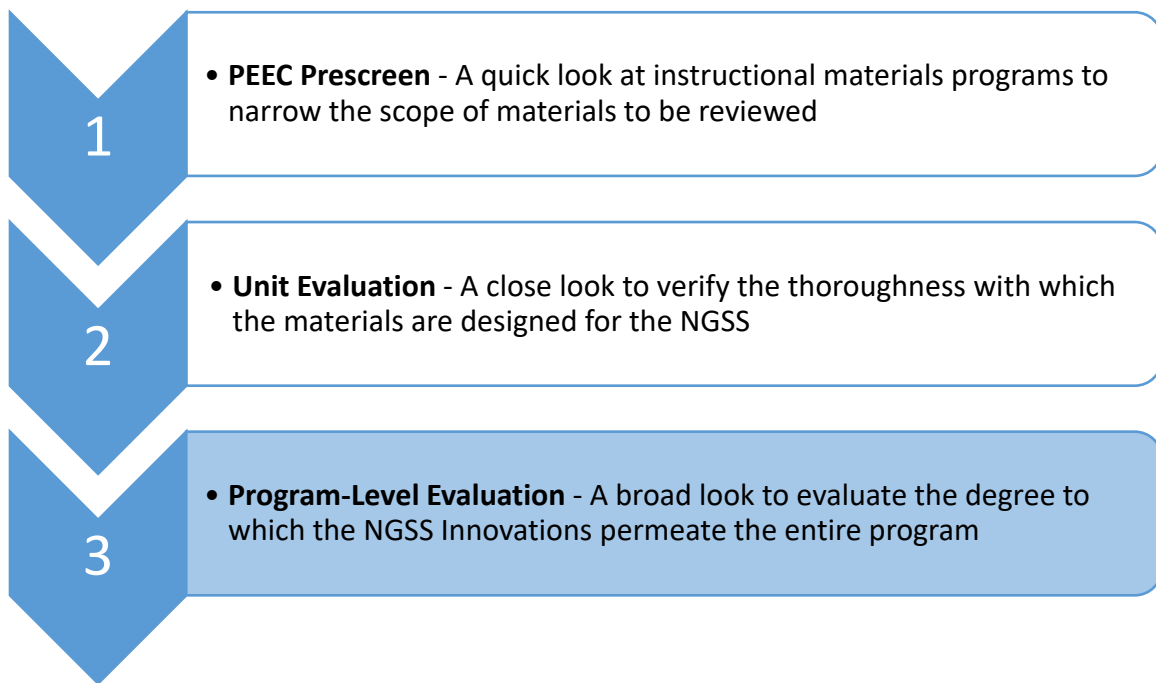 1
• PEEC Prescreen - A quick look at instructional materials programs to
narrow the scope of materials to be reviewed
2
• Unit Evaluation - A close look to verify the thoroughness with which
the materials are designed for the NGSS
3
• Program-Level Evaluation - A broad look to evaluate the degree to
which the NGSS Innovations permeate the entire program